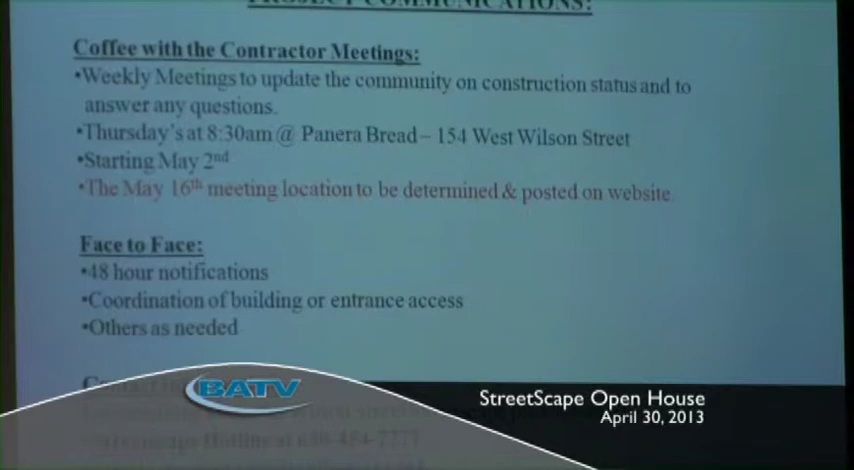 PROJECT COMMUNICATIONS:
Coffee with the Contractor Meetings:
•Weekly Meetings to update the community on construction status and to
answer any questions.
•Thursday's at 8:30am @ Panera Bread – 154 West Wilson Street
•Starting May 2nd
•The May 16th meeting location to be determined & posted on website.
Face to Face:
•48 hour notifications
•Coordination of building or entrance access
•Others as needed
BATV
StreetScape Open House
April 30, 2013